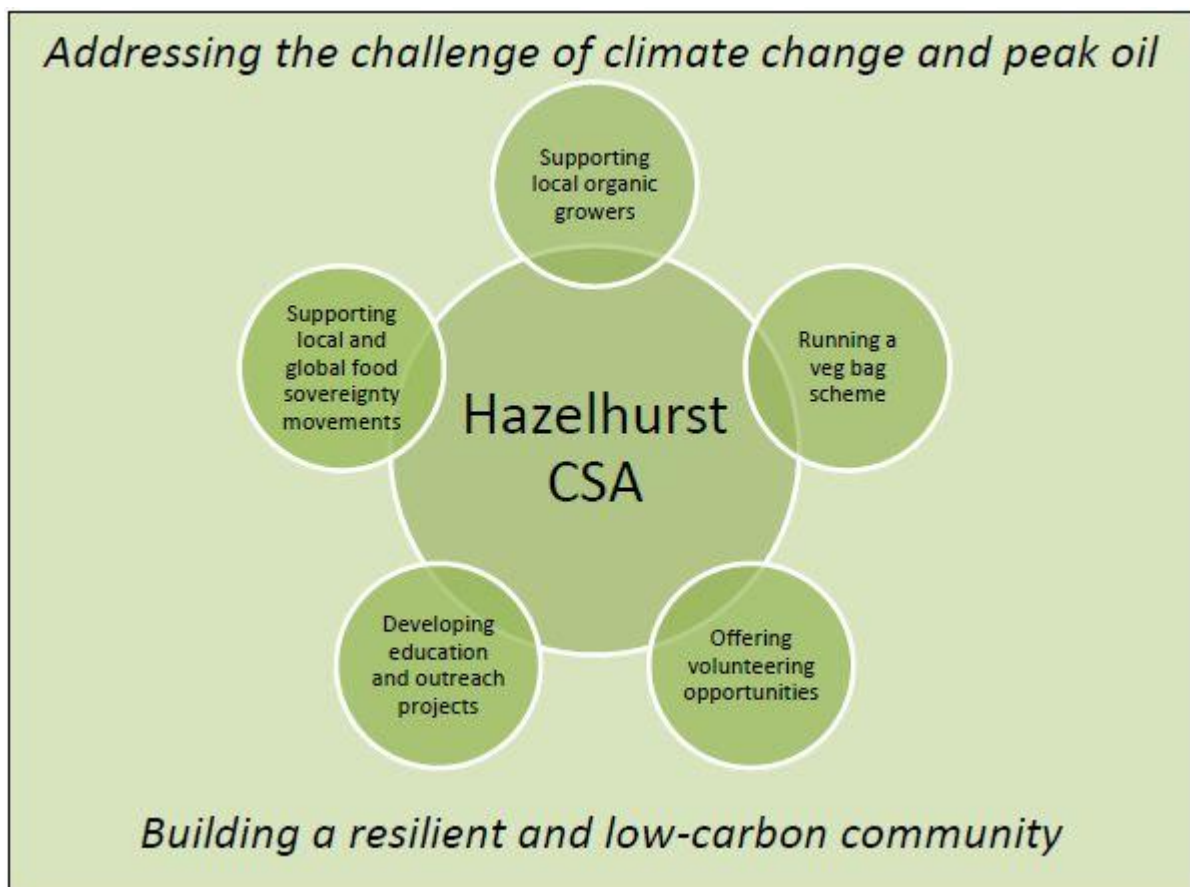 Addressing the challenge of climate change and peak oil
Supporting
local organic
growers
Supporting
local and
global food
sovereignty
movements
Running a
veg bag
scheme
Hazelhurst
CSA
Developing
education
and outreach
projects
Offering
volunteering
opportunities
Building a resilient and low-carbon community